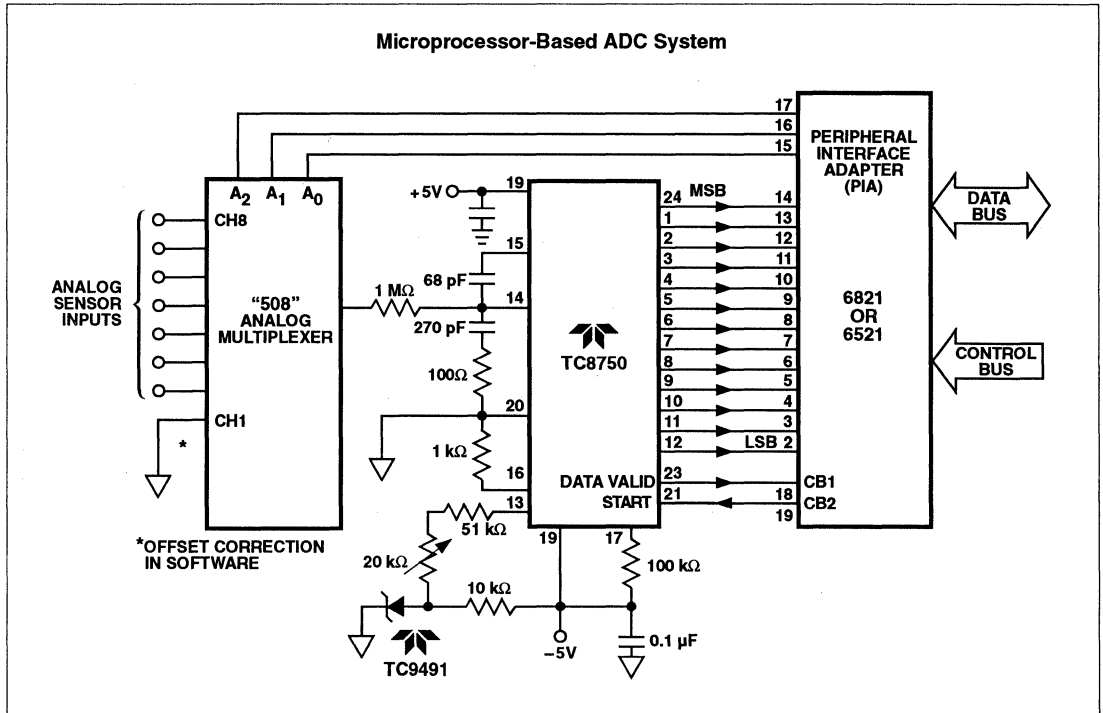 Microprocessor-Based ADC System
17
16
15
A2 A1 A0
CH8
ANALOG
SENSOR
INPUTS
"508"
ANALOG
MULTIPLEXER
CH1
*
*OFFSET CORRECTION
IN SOFTWARE
+5V
19
15
68 pF
1 MΩ
14
270 pF
100Ω
20
1 kΩ
16
13
51 kΩ
20 kΩ
10 kΩ
TC9491
TC8750
24 MSB 14
1 13
2 12
3 11
4 10
5 9
6 8
7 7
8 6
9 5
10 4
11 3
12 LSB 2
DATA VALID 23 CB1
START 21 18 CB2
19
19 17
100 kΩ
–5V
0.1 µF
PERIPHERAL
INTERFACE
ADAPTER
(PIA)
6821
OR
6521
DATA
BUS
CONTROL
BUS